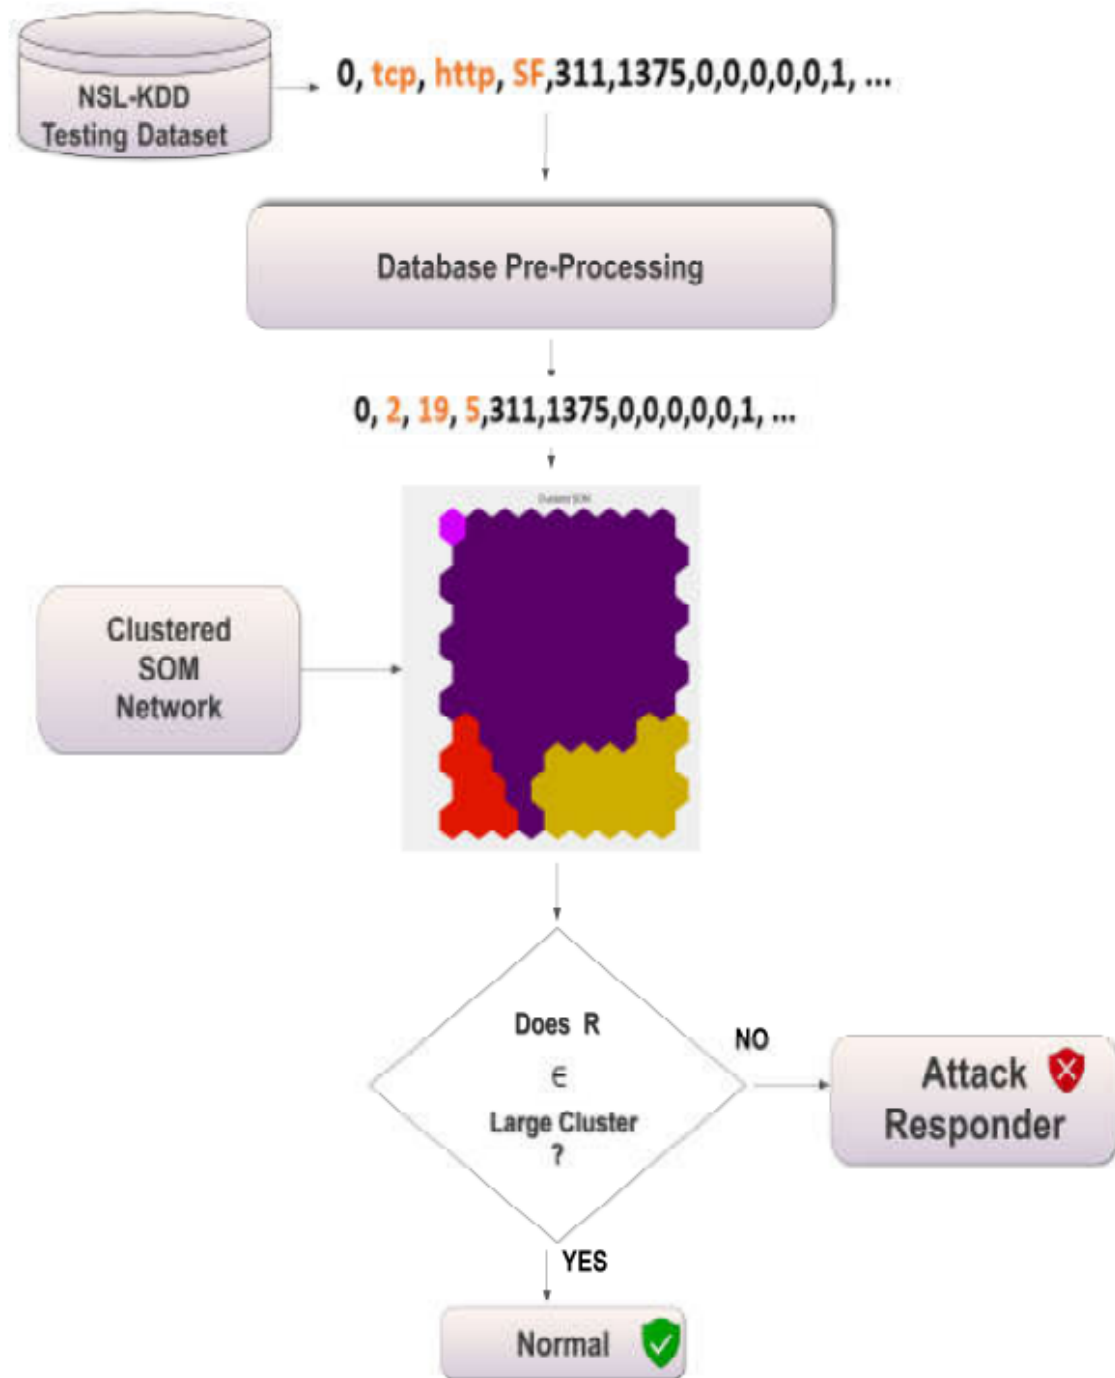 NSL-KDD
Testing Dataset
0, tcp, http, SF,311,1375,0,0,0,0,0,1, ...
Database Pre-Processing
0, 2, 19, 5,311,1375,0,0,0,0,0,1, ...
Clustered SOM
Clustered
SOM
Network
Does R
∈
Large Cluster
?
NO
Attack
Responder
YES
Normal